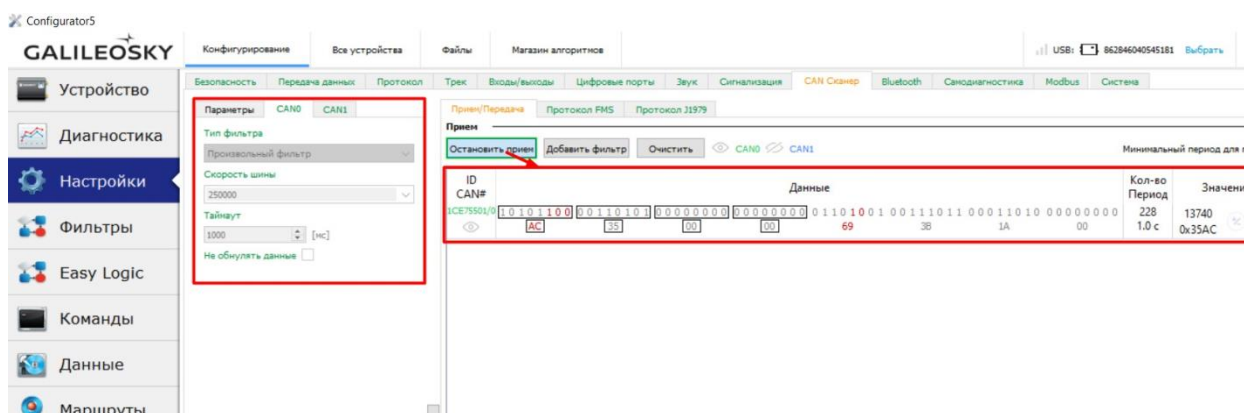 Configurator5
GALILEOSKY
Конфигурирование Все устройства Файлы Магазин алгоритмов USB: 862846040545181 Выбрать
Устройство
Диагностика
Настройки
Фильтры
Easy Logic
Команды
Данные
Маршруты
Безопасность Передача данных Протокол Трек Входы/выходы Цифровые порты Звук Сигнализация CAN Сканер Bluetooth Самодиагностика Modbus Система
Параметры CAN0 CAN1
Тип фильтра
Произвольный фильтр
Скорость шины
250000
Таймаут
1000 [мс]
Не обнулять данные
Прием/Передача Протокол FMS Протокол J1979
Прием
Остановить прием Добавить фильтр Очистить CAN0 CAN1 Минимальный период для
ID
CAN# Данные Кол-во
Период Значени
1CE75501/0 10101100 00110101 00000000 00000000 01101001 00111011 00011010 00000000 228 13740
AC 35 00 00 69 3B 1A 00 1.0 с 0x35AC